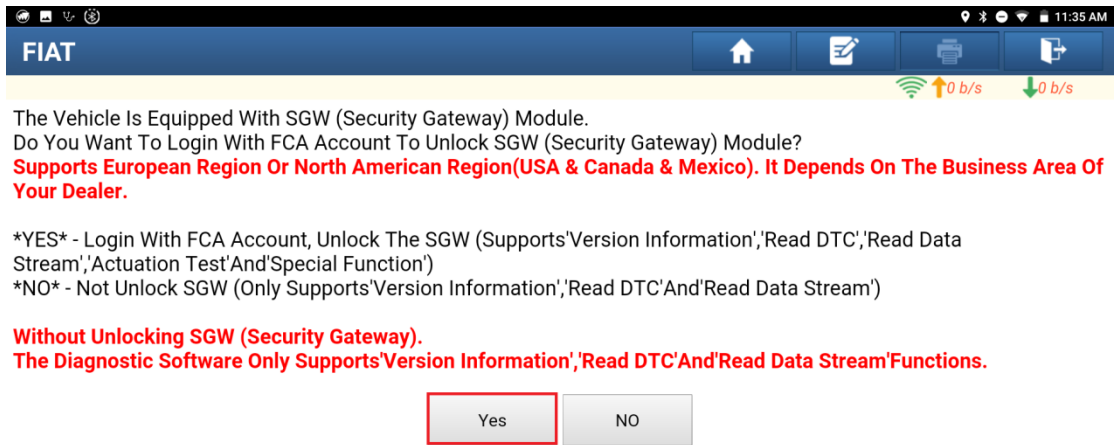 11:35 AM
FIAT
0 b/s 0 b/s
The Vehicle Is Equipped With SGW (Security Gateway) Module.
Do You Want To Login With FCA Account To Unlock SGW (Security Gateway) Module?
Supports European Region Or North American Region(USA & Canada & Mexico). It Depends On The Business Area Of
Your Dealer.
*YES* - Login With FCA Account, Unlock The SGW (Supports'Version Information','Read DTC','Read Data
Stream','Actuation Test'And'Special Function')
*NO* - Not Unlock SGW (Only Supports'Version Information','Read DTC'And'Read Data Stream')
Without Unlocking SGW (Security Gateway).
The Diagnostic Software Only Supports'Version Information','Read DTC'And'Read Data Stream'Functions.
Yes NO